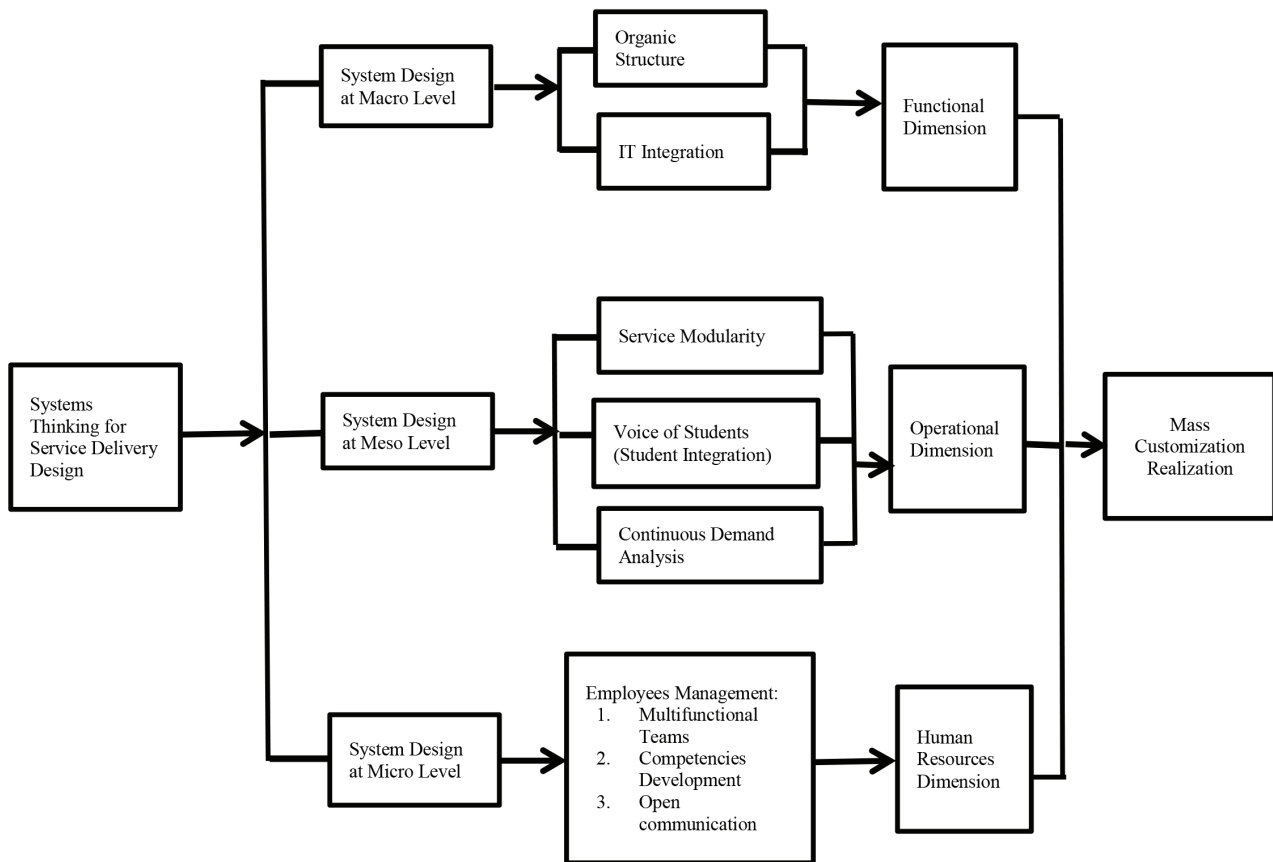 Systems
Thinking for
Service Delivery
Design
System Design
at Macro Level
Organic
Structure
IT Integration
Functional
Dimension
System Design
at Meso Level
Service Modularity
Voice of Students
(Student Integration)
Continuous Demand
Analysis
Operational
Dimension
System Design
at Micro Level
Employees Management:
1. Multifunctional
Teams
2. Competencies
Development
3. Open
communication
Human
Resources
Dimension
Mass
Customization
Realization